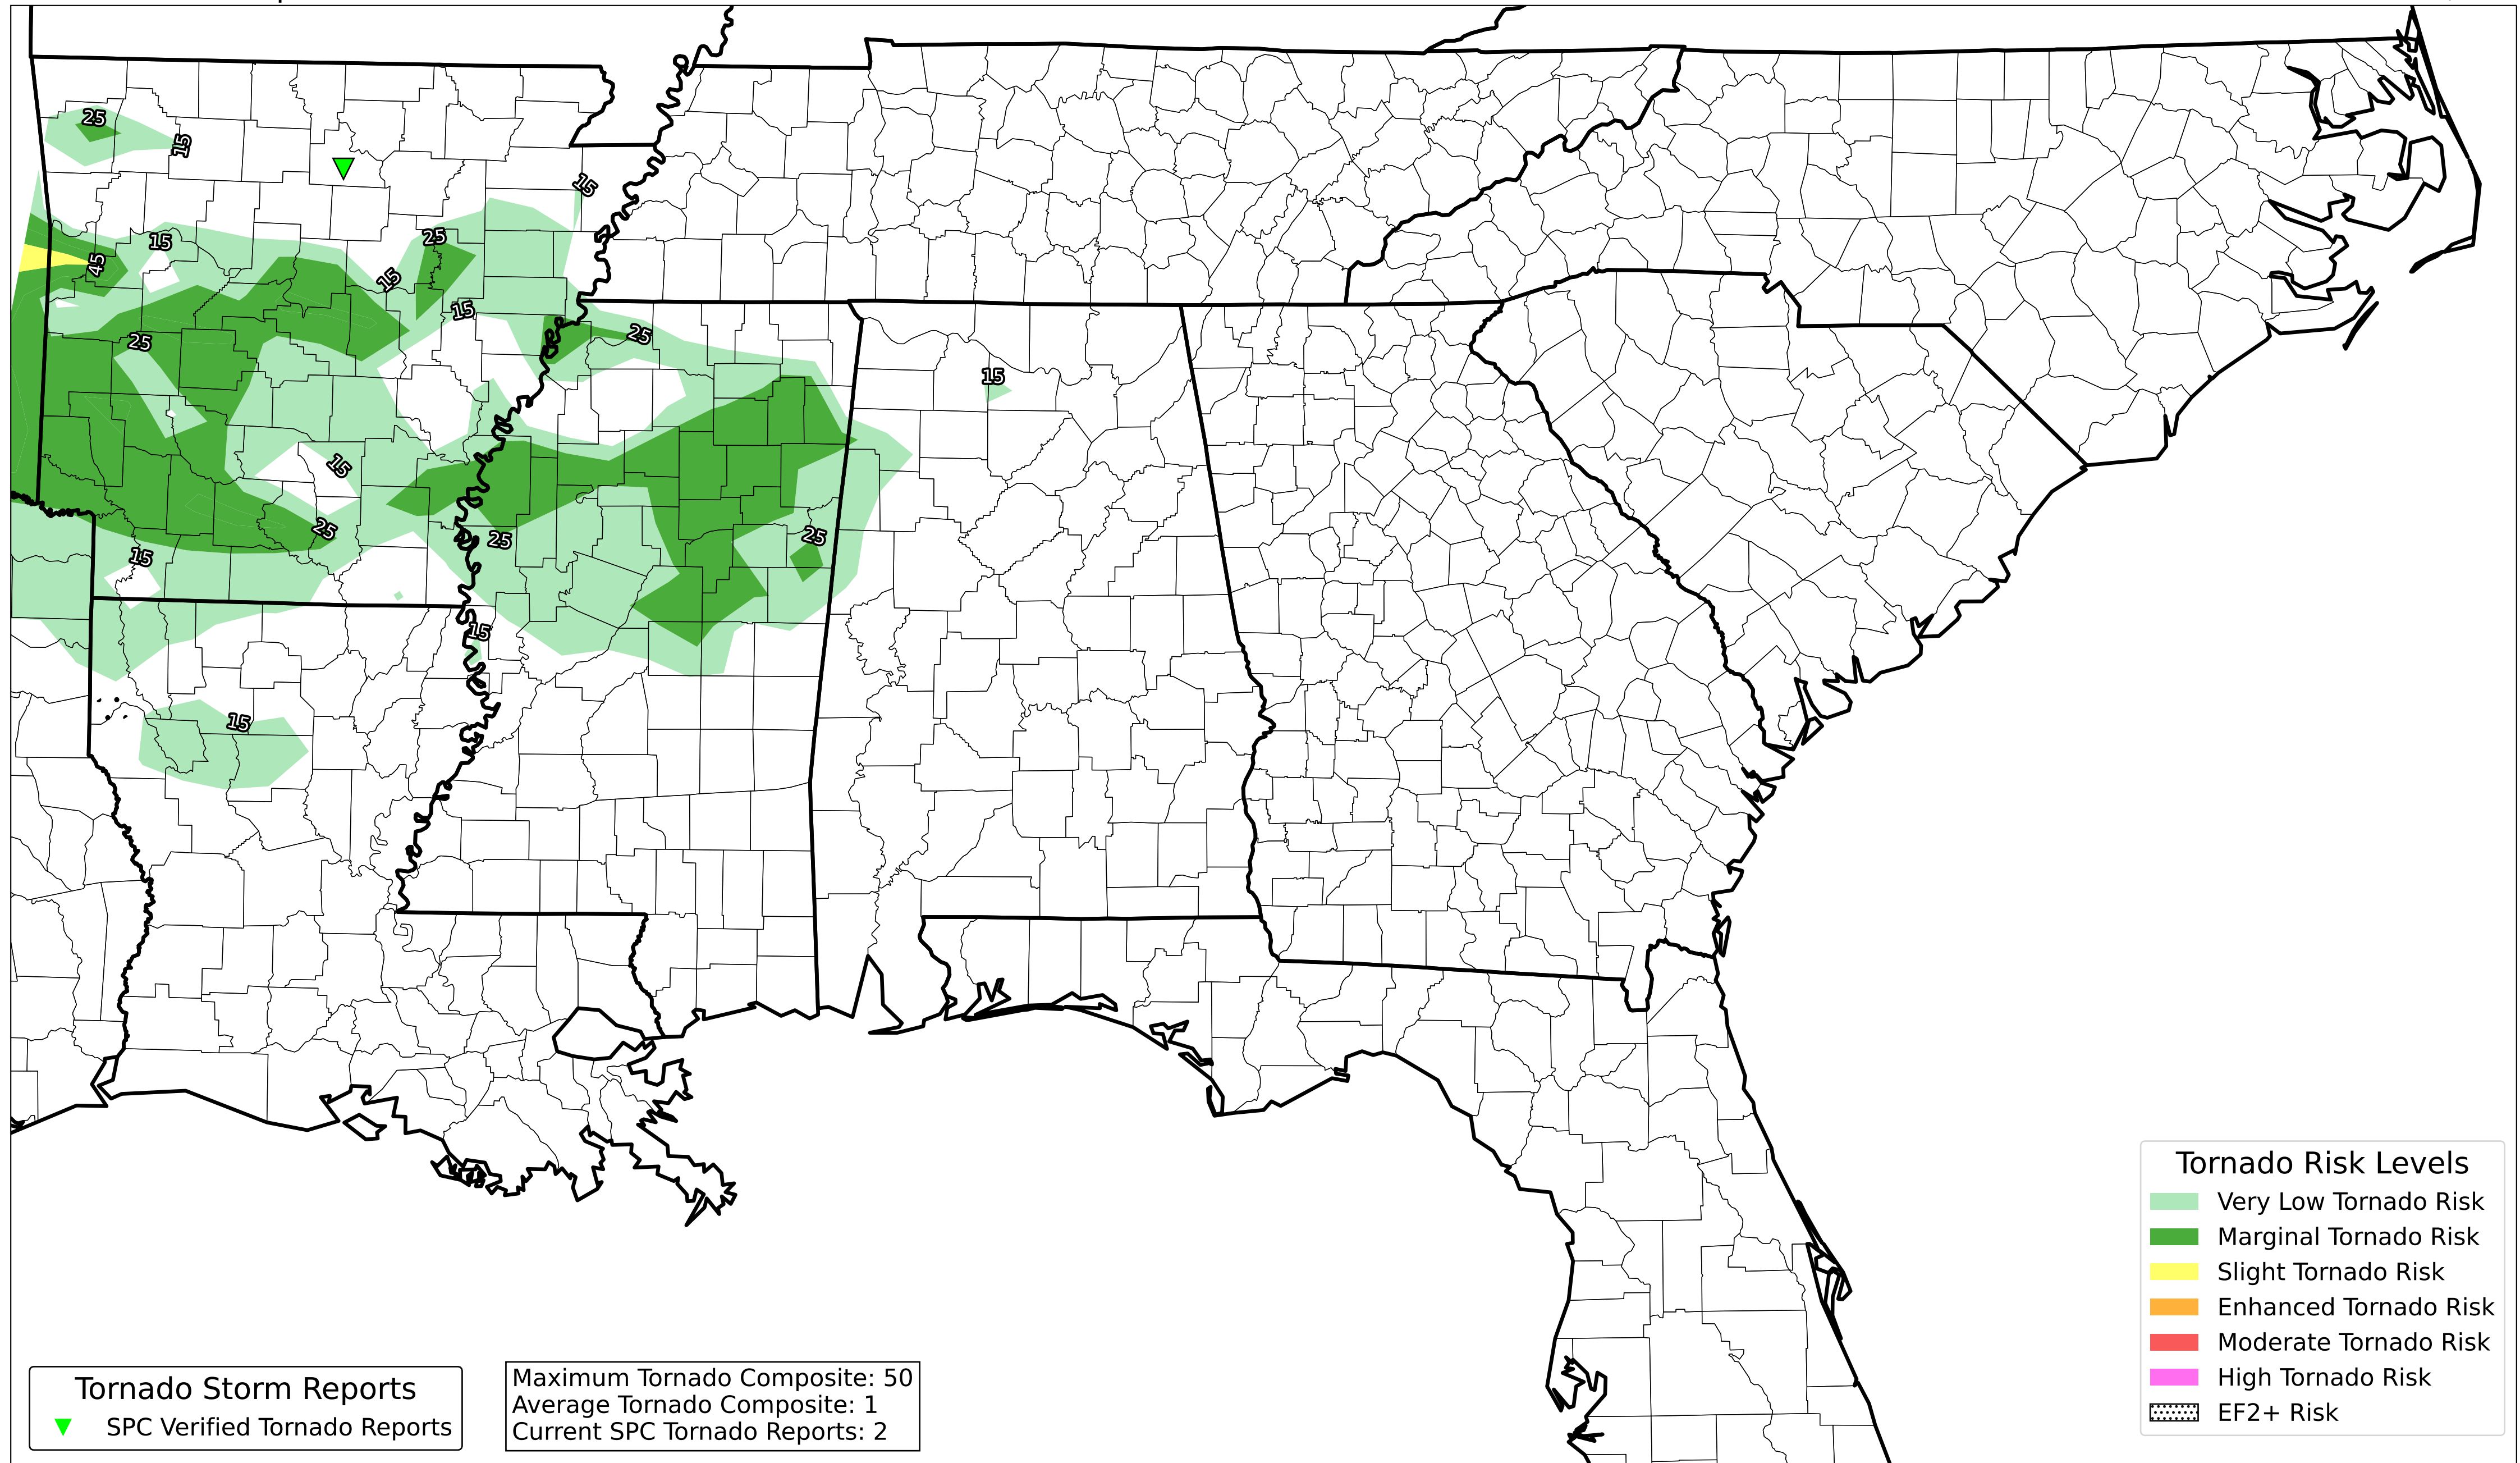 25
15
15
25
15
45
15
15
25
25
15
15
25
25
25
15
15
15
Tornado Risk Levels
Very Low Tornado Risk
Marginal Tornado Risk
Slight Tornado Risk
Enhanced Tornado Risk
Moderate Tornado Risk
High Tornado Risk
EF2+ Risk
Tornado Storm Reports
SPC Verified Tornado Reports
Maximum Tornado Composite: 50
Average Tornado Composite: 1
Current SPC Tornado Reports: 2